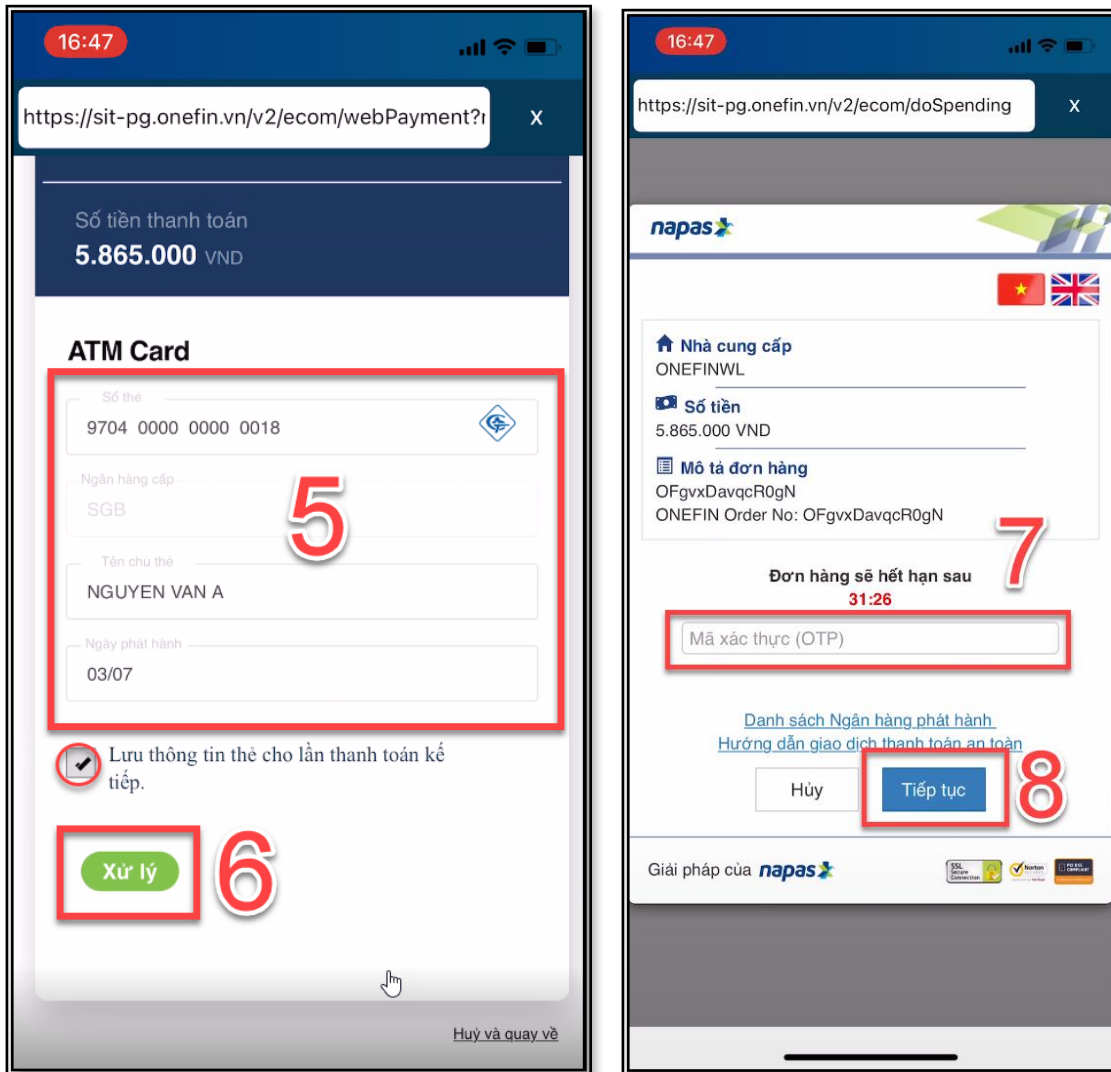 16:47
https://sit-pg.onefin.vn/v2/ecom/webPayment?r
x
Số tiền thanh toán
5.865.000 VND
ATM Card
Số thẻ
9704 0000 0000 0018
Ngân hàng cấp
SGB
Tên chủ thẻ
NGUYEN VAN A
Ngày phát hành
03/07
5
Lưu thông tin thẻ cho lần thanh toán kế
tiếp.
Xử lý
6
Huỷ và quay về
16:47
https://sit-pg.onefin.vn/v2/ecom/doSpending
x
napas
Nhà cung cấp
ONEFINWL
Số tiền
5.865.000 VND
Mô tả đơn hàng
OFgvxDavqcR0gN
ONEFIN Order No: OFgvxDavqcR0gN
7
Đơn hàng sẽ hết hạn sau
31:26
Mã xác thực (OTP)
Danh sách Ngân hàng phát hành
Hướng dẫn giao dịch thanh toán an toàn
Hủy
Tiếp tục
8
Giải pháp của napas
SSL
Secure
Connection
Norton